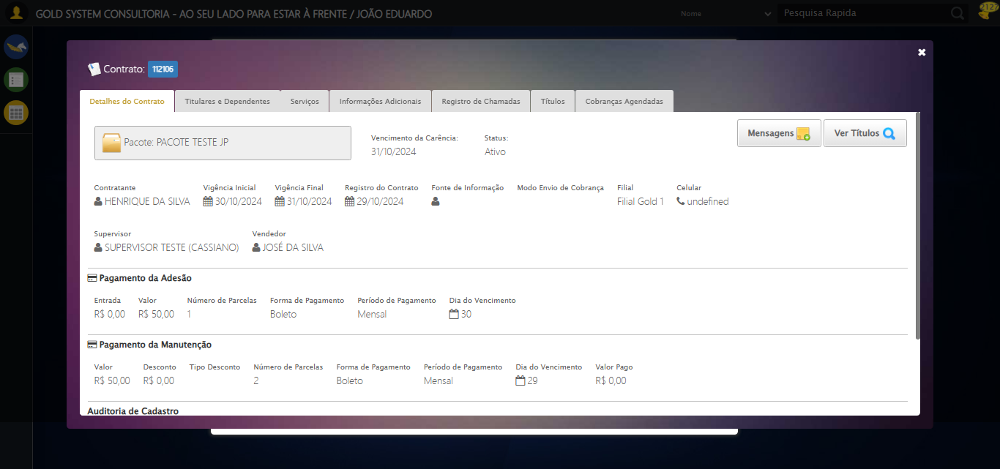 GOLD SYSTEM CONSULTORIA - AO SEU LADO PARA ESTAR À FRENTE / JOÃO EDUARDO
Nome
Pesquisa Rapida
2127
Contrato: 112106
Detalhes do Contrato
Titulares e Dependentes
Serviços
Informações Adicionais
Registro de Chamadas
Títulos
Cobranças Agendadas
Pacote: PACOTE TESTE JP
Vencimento da Carência:
31/10/2024
Status:
Ativo
Mensagens
Ver Títulos
Contratante
HENRIQUE DA SILVA
Vigência Inicial
30/10/2024
Vigência Final
31/10/2024
Registro do Contrato
29/10/2024
Fonte de Informação
Modo Envio de Cobrança
Filial
Filial Gold 1
Celular
undefined
Supervisor
SUPERVISOR TESTE (CASSIANO)
Vendedor
JOSÉ DA SILVA
Pagamento da Adesão
Entrada
R$ 0,00
Valor
R$ 50,00
Número de Parcelas
1
Forma de Pagamento
Boleto
Período de Pagamento
Mensal
Dia do Vencimento
30
Pagamento da Manutenção
Valor
R$ 50,00
Desconto
R$ 0,00
Tipo Desconto
Número de Parcelas
2
Forma de Pagamento
Boleto
Período de Pagamento
Mensal
Dia do Vencimento
29
Valor Pago
R$ 0,00
Auditoria de Cadastro